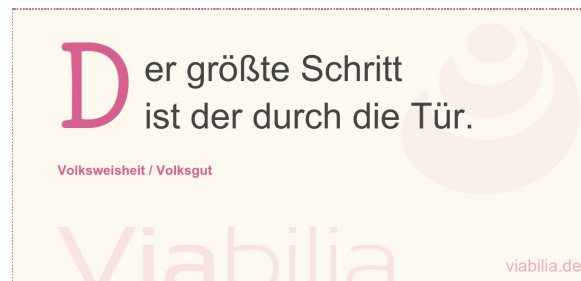 Der größte Schritt
ist der durch die Tür.
Volksweisheit / Volksgut
Viabilia
viabilia.de